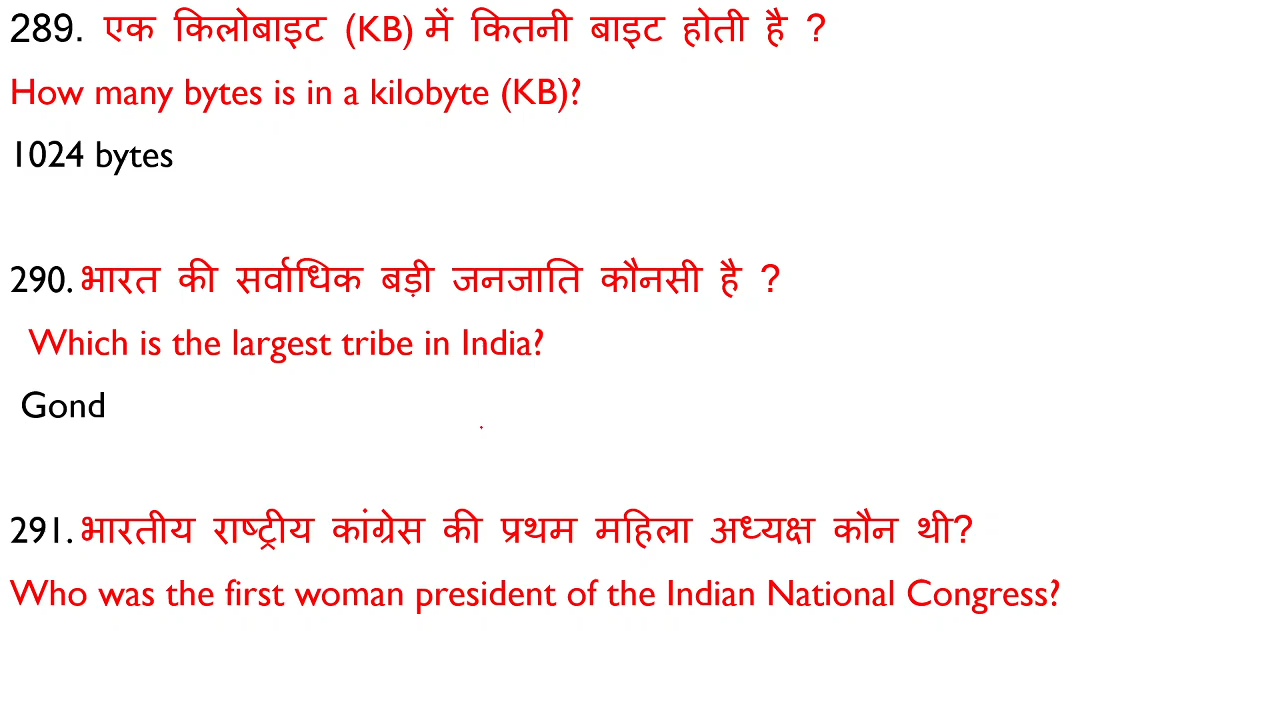 289. एक किलोबाइट (KB) में कितनी बाइट होती है ?
How many bytes is in a kilobyte (KB)?
1024 bytes
290. भारत की सर्वाधिक बड़ी जनजाति कौनसी है ?
Which is the largest tribe in India?
Gond
291. भारतीय राष्ट्रीय कांग्रेस की प्रथम महिला अध्यक्ष कौन थी?
Who was the first woman president of the Indian National Congress?